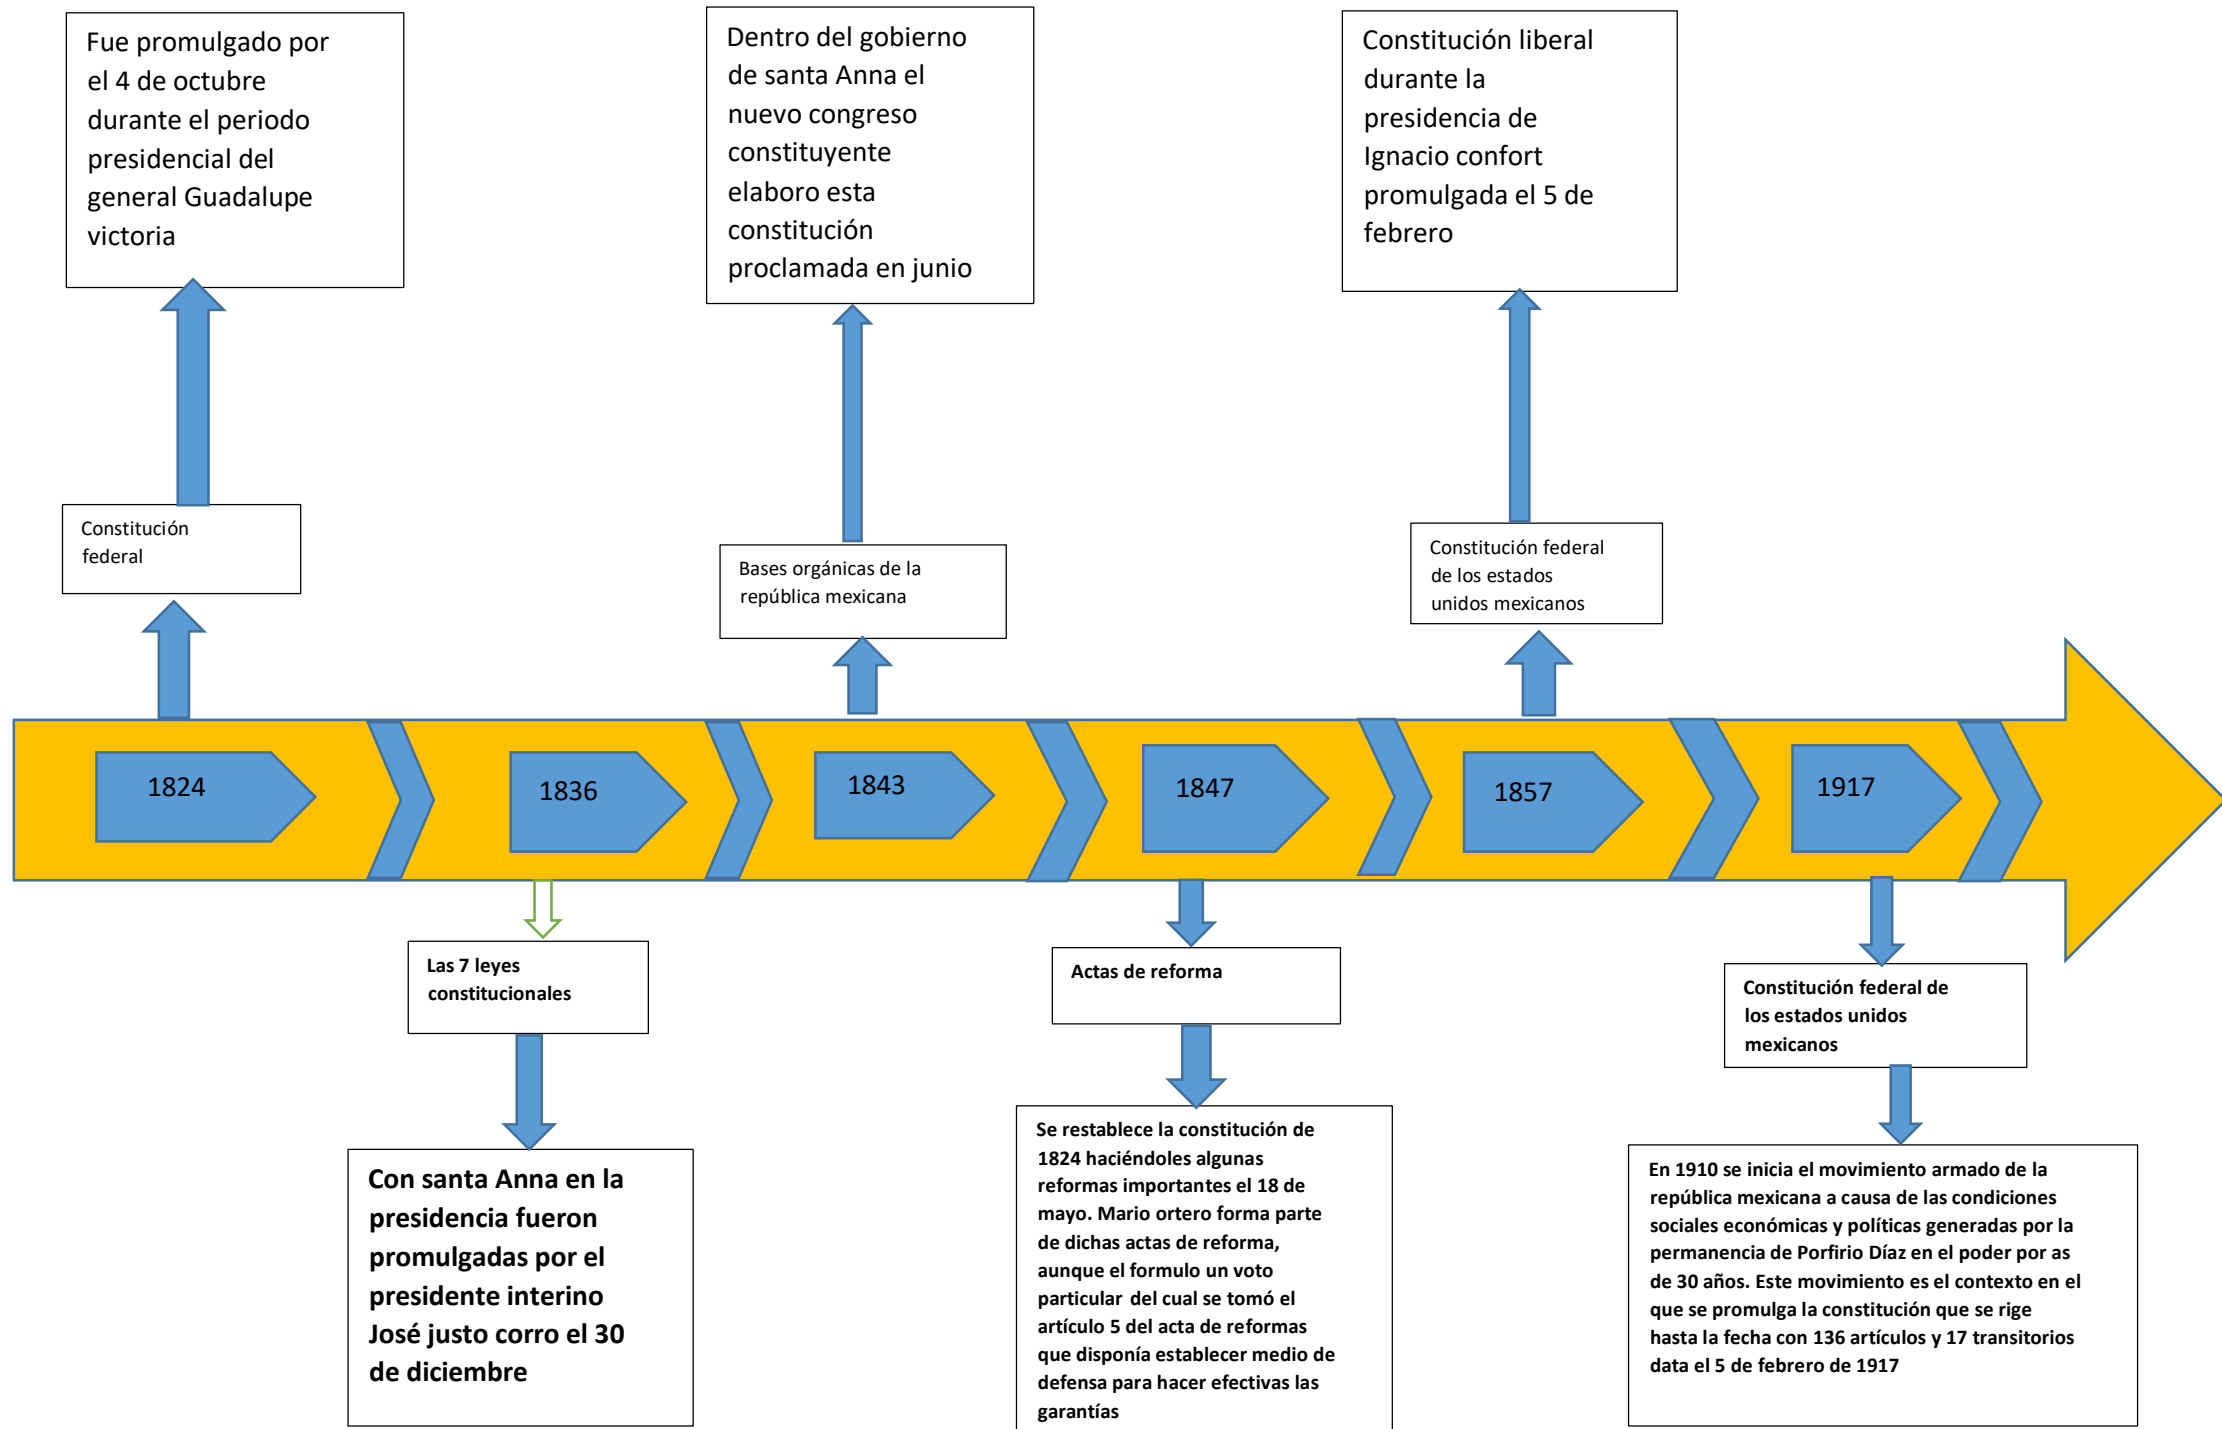 Fue promulgado por
el 4 de octubre
durante el periodo
presidencial del
general Guadalupe
victoria
Dentro del gobierno
de santa Anna el
nuevo congreso
constituyente
elaboro esta
constitución
proclamada en junio
Constitución liberal
durante la
presidencia de
Ignacio confort
promulgada el 5 de
febrero
Constitución
federal
Bases orgánicas de la
república mexicana
Constitución federal
de los estados
unidos mexicanos
1824
1836
1843
1847
1857
1917
Las 7 leyes
constitucionales
Actas de reforma
Constitución federal de
los estados unidos
mexicanos
Con santa Anna en la
presidencia fueron
promulgadas por el
presidente interino
José justo corro el 30
de diciembre
Se restablece la constitución de
1824 haciéndoles algunas
reformas importantes el 18 de
mayo. Mario ortero forma parte
de dichas actas de reforma,
aunque el formulo un voto
particular del cual se tomó el
artículo 5 del acta de reformas
que disponía establecer medio de
defensa para hacer efectivas las
garantías
En 1910 se inicia el movimiento armado de la
república mexicana a causa de las condiciones
sociales económicas y políticas generadas por la
permanencia de Porfirio Díaz en el poder por as
de 30 años. Este movimiento es el contexto en el
que se promulga la constitución que se rige
hasta la fecha con 136 artículos y 17 transitorios
data el 5 de febrero de 1917